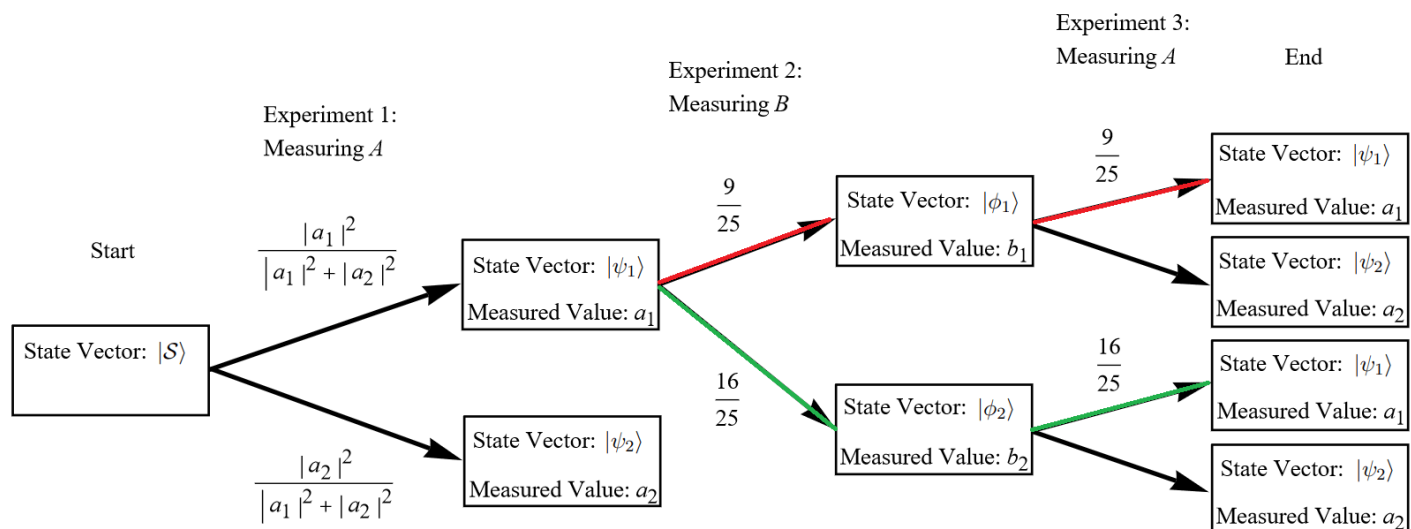 Experiment 3:
Measuring A
End
Experiment 2:
Measuring B
Experiment 1:
Measuring A
Start
|a₁|²
|a₁|² + |a₂|²
9
25
9
25
State Vector: |ψ₁⟩
Measured Value: a₁
State Vector: |ϕ₁⟩
Measured Value: b₁
State Vector: |ψ₂⟩
Measured Value: a₂
State Vector: |ψ₁⟩
Measured Value: a₁
State Vector: |𝒮⟩
16
25
16
25
State Vector: |ψ₁⟩
Measured Value: a₁
State Vector: |ϕ₂⟩
Measured Value: b₂
State Vector: |ψ₂⟩
Measured Value: a₂
State Vector: |ψ₂⟩
Measured Value: a₂
|a₂|²
|a₁|² + |a₂|²